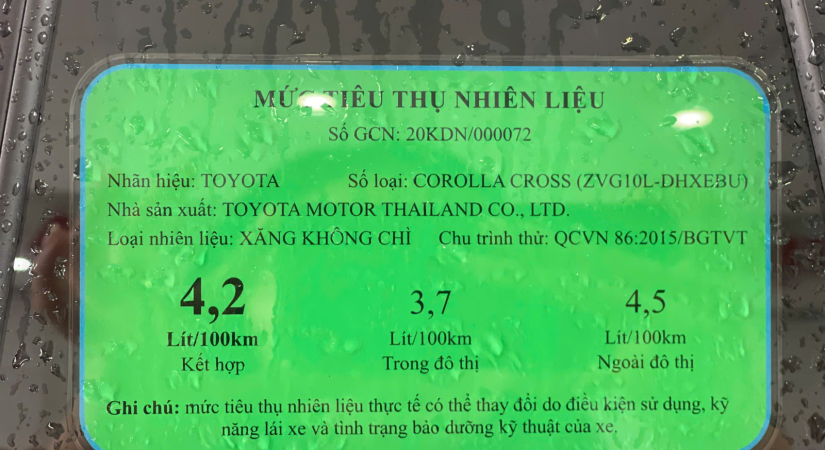 MỨC TIÊU THỤ NHIÊN LIỆU
Số GCN: 20KDN/000072
Nhãn hiệu: TOYOTA Số loại: COROLLA CROSS (ZVG10L-DHXEBU)
Nhà sản xuất: TOYOTA MOTOR THAILAND CO., LTD.
Loại nhiên liệu: XĂNG KHÔNG CHÌ Chu trình thử: QCVN 86:2015/BGTVT
4,2 3,7 4,5
Lít/100km Lít/100km Lít/100km
Kết hợp Trong đô thị Ngoài đô thị
Ghi chú: mức tiêu thụ nhiên liệu thực tế có thể thay đổi do điều kiện sử dụng, kỹ
năng lái xe và tình trạng bảo dưỡng kỹ thuật của xe.